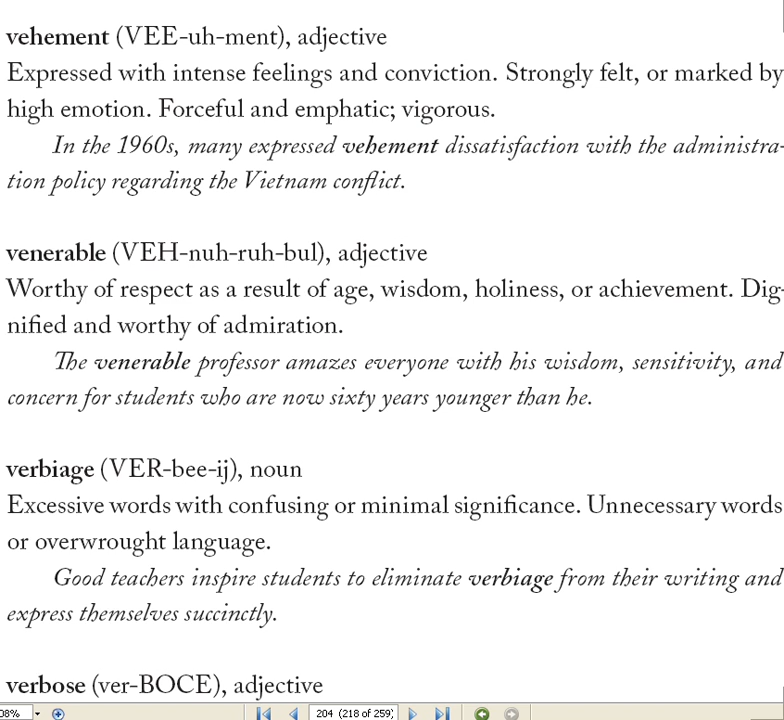 vehement (VEE-uh-ment), adjective
Expressed with intense feelings and conviction. Strongly felt, or marked by
high emotion. Forceful and emphatic; vigorous.
In the 1960s, many expressed vehement dissatisfaction with the administra-
tion policy regarding the Vietnam conflict.
venerable (VEH-nuh-ruh-bul), adjective
Worthy of respect as a result of age, wisdom, holiness, or achievement. Dig-
nified and worthy of admiration.
The venerable professor amazes everyone with his wisdom, sensitivity, and
concern for students who are now sixty years younger than he.
verbiage (VER-bee-ij), noun
Excessive words with confusing or minimal significance. Unnecessary words
or overwrought language.
Good teachers inspire students to eliminate verbiage from their writing and
express themselves succinctly.
verbose (ver-BOCE), adjective
08% 204 (218 of 259)